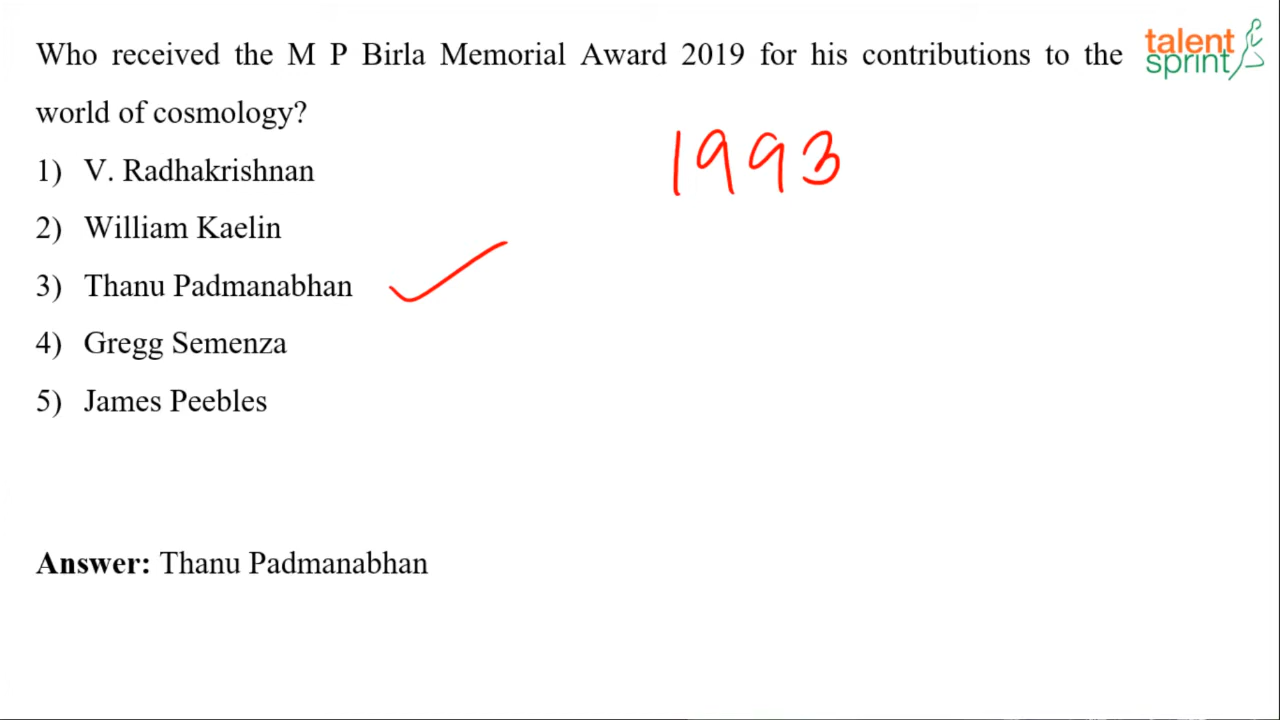 Who received the M P Birla Memorial Award 2019 for his contributions to the
talent
sprint
world of cosmology?
1993
1) V. Radhakrishnan
2) William Kaelin
3) Thanu Padmanabhan
4) Gregg Semenza
5) James Peebles
Answer: Thanu Padmanabhan